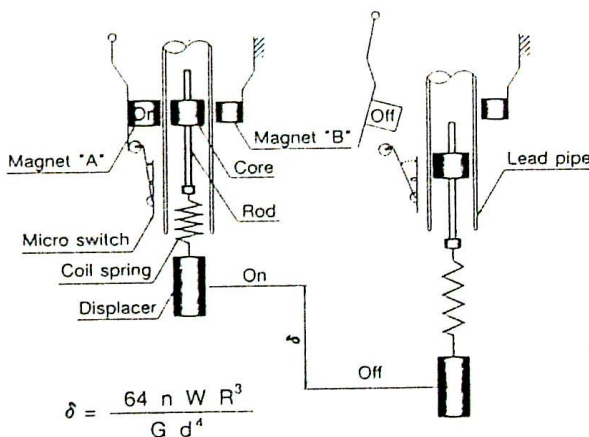 On
Off
Magnet "A"
Magnet "B"
Core
Lead pipe
Rod
Micro switch
Coil spring
On
Displacer
δ
Off
δ = 64 n W R³ / G d⁴